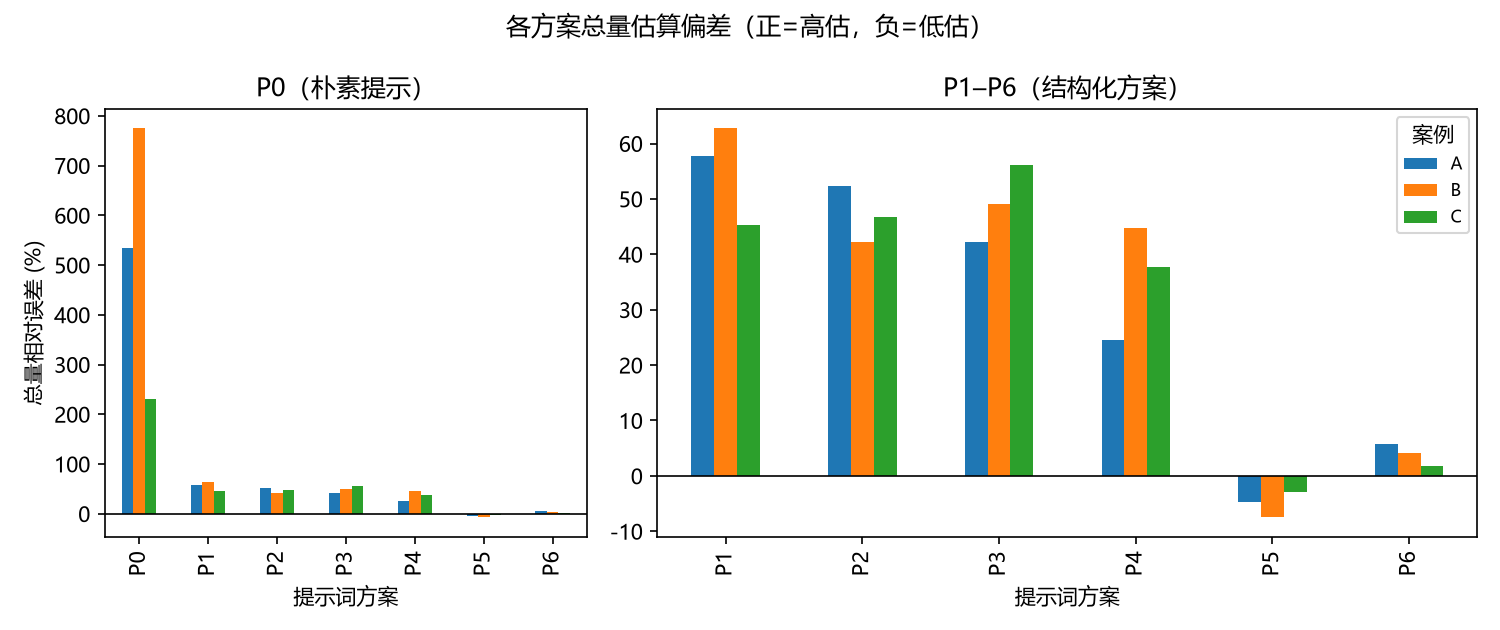 各方案总量估算偏差（正=高估，负=低估）
P0（朴素提示）
总量相对误差 (%)
800
700
600
500
400
300
200
100
0
P0
P1
P2
P3
P4
P5
P6
提示词方案
P1–P6（结构化方案）
60
50
40
30
20
10
0
-10
案例
A
B
C
P1
P2
P3
P4
P5
P6
提示词方案